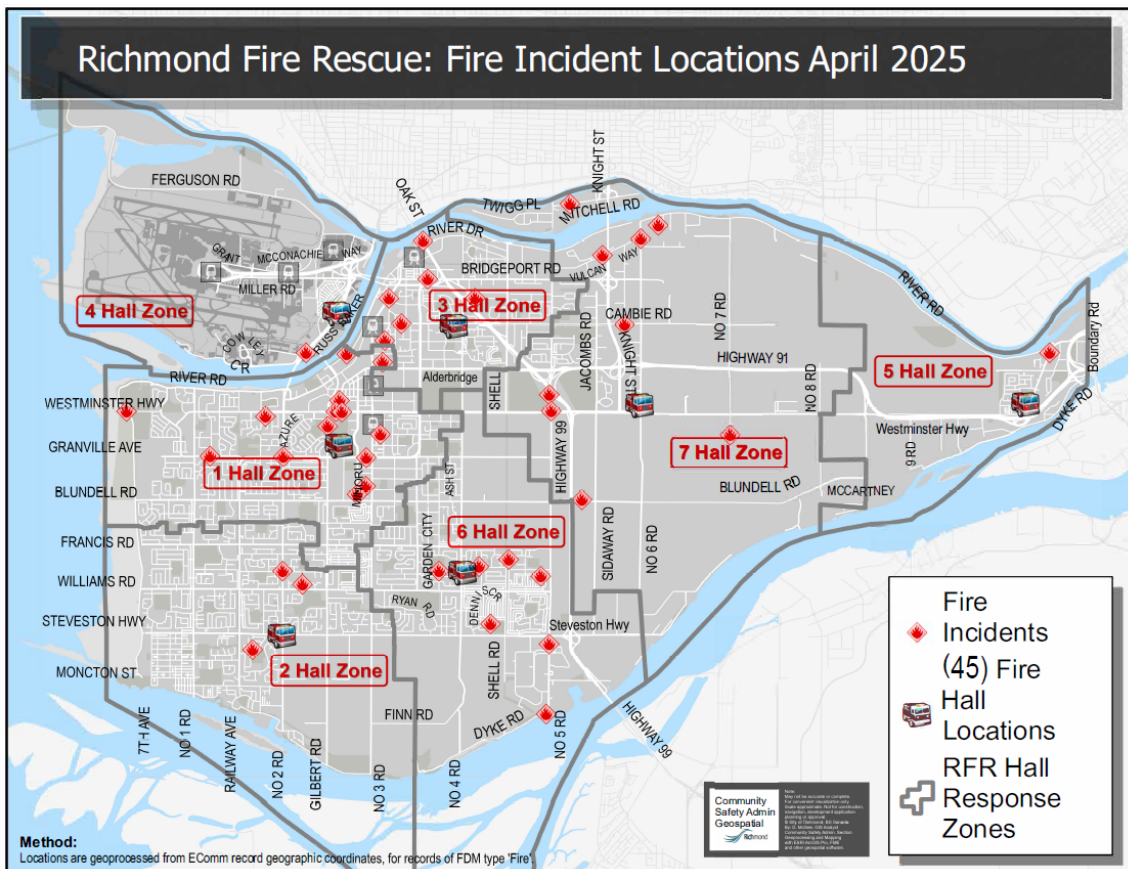 Richmond Fire Rescue: Fire Incident Locations April 2025
KNIGHT ST
OAK ST
TWIGG PL
MITCHELL RD
FERGUSON RD
RIVER DR
GRANT
MCCONACHIE WAY
BRIDGEPORT RD
VULCAN WAY
MILLER RD
RIVER RD
4 Hall Zone
3 Hall Zone
RUSS BAKER
CAMBIE RD
NO 7 RD
Boundary Rd
COWLEY CR
KNIGHT ST
JACOBS RD
HIGHWAY 91
RIVER RD
Alderbridge
SHELL
NO 8 RD
5 Hall Zone
DYKE RD
WESTMINSTER HWY
AZURE
HIGHWAY 99
Westminster Hwy
GRANVILLE AVE
1 Hall Zone
MINORU
ASH ST
7 Hall Zone
9 RD
BLUNDELL RD
BLUNDELL RD
MCCARTNEY
FRANCIS RD
GARDEN CITY
6 Hall Zone
SIDAWAY RD
NO 6 RD
WILLIAMS RD
RYAN RD
DENNIS CR
STEVESTON HWY
Steveston Hwy
MONCTON ST
2 Hall Zone
SHELL RD
FINN RD
DYKE RD
7TH AVE
NO 1 RD
RAILWAY AVE
NO 2 RD
GILBERT RD
NO 3 RD
NO 4 RD
NO 5 RD
HIGHWAY 99
Fire
Incidents
(45) Fire
Hall
Locations
RFR Hall
Response
Zones
Community
Safety Admin
Geospatial
Richmond
Method:
Locations are geoprocessed from EComm record geographic coordinates, for records of FDM type 'Fire'.